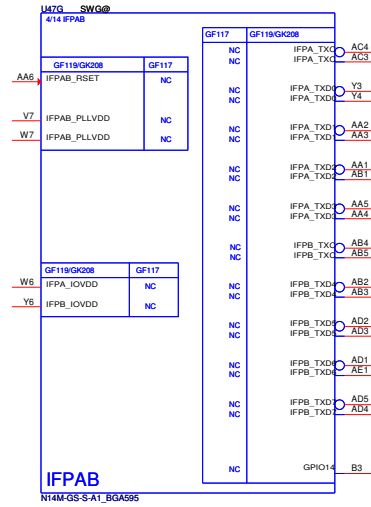 U47G SWG@
4/14 IFPAB
GF117 GF119/GK208
NC IFPA_TXC AC4
NC IFPA_TXC AC3
GF119/GK208 GF117
AA6 IFPAB_RSET NC
NC IFPA_TXD0 Y3
NC IFPA_TXD0 Y4
V7 IFPAB_PLLVDD NC
W7 IFPAB_PLLVDD NC
NC IFPA_TXD1 AA2
NC IFPA_TXD1 AA3
NC IFPA_TXD2 AA1
NC IFPA_TXD2 AB1
NC IFPA_TXD3 AA5
NC IFPA_TXD3 AA4
NC IFPB_TXC AB4
NC IFPB_TXC AB5
GF119/GK208 GF117
W6 IFPA_IOVDD NC
Y6 IFPB_IOVDD NC
NC IFPB_TXD4 AB2
NC IFPB_TXD4 AB3
NC IFPB_TXD5 AD2
NC IFPB_TXD5 AD3
NC IFPB_TXD6 AD1
NC IFPB_TXD6 AE1
NC IFPB_TXD7 AD5
NC IFPB_TXD7 AD4
NC GPIO14 B3
IFPAB
N14M-GS-S-A1_BGA595